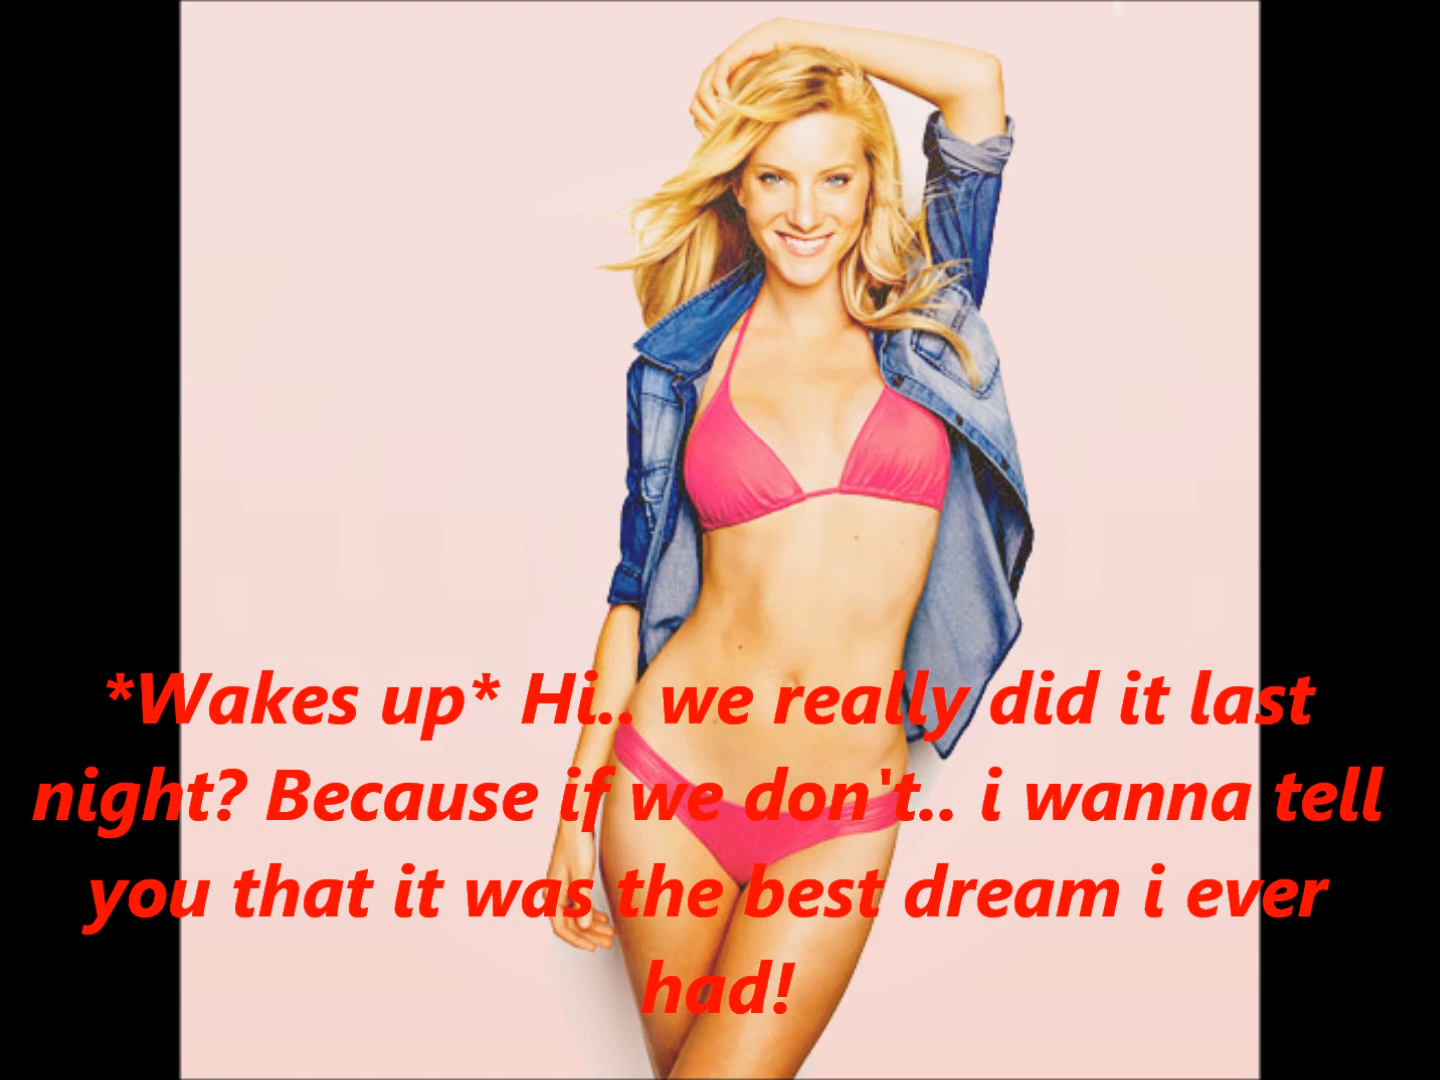 *Wakes up* Hi.. we really did it last
night? Because if we don't.. i wanna tell
you that it was the best dream i ever
had!